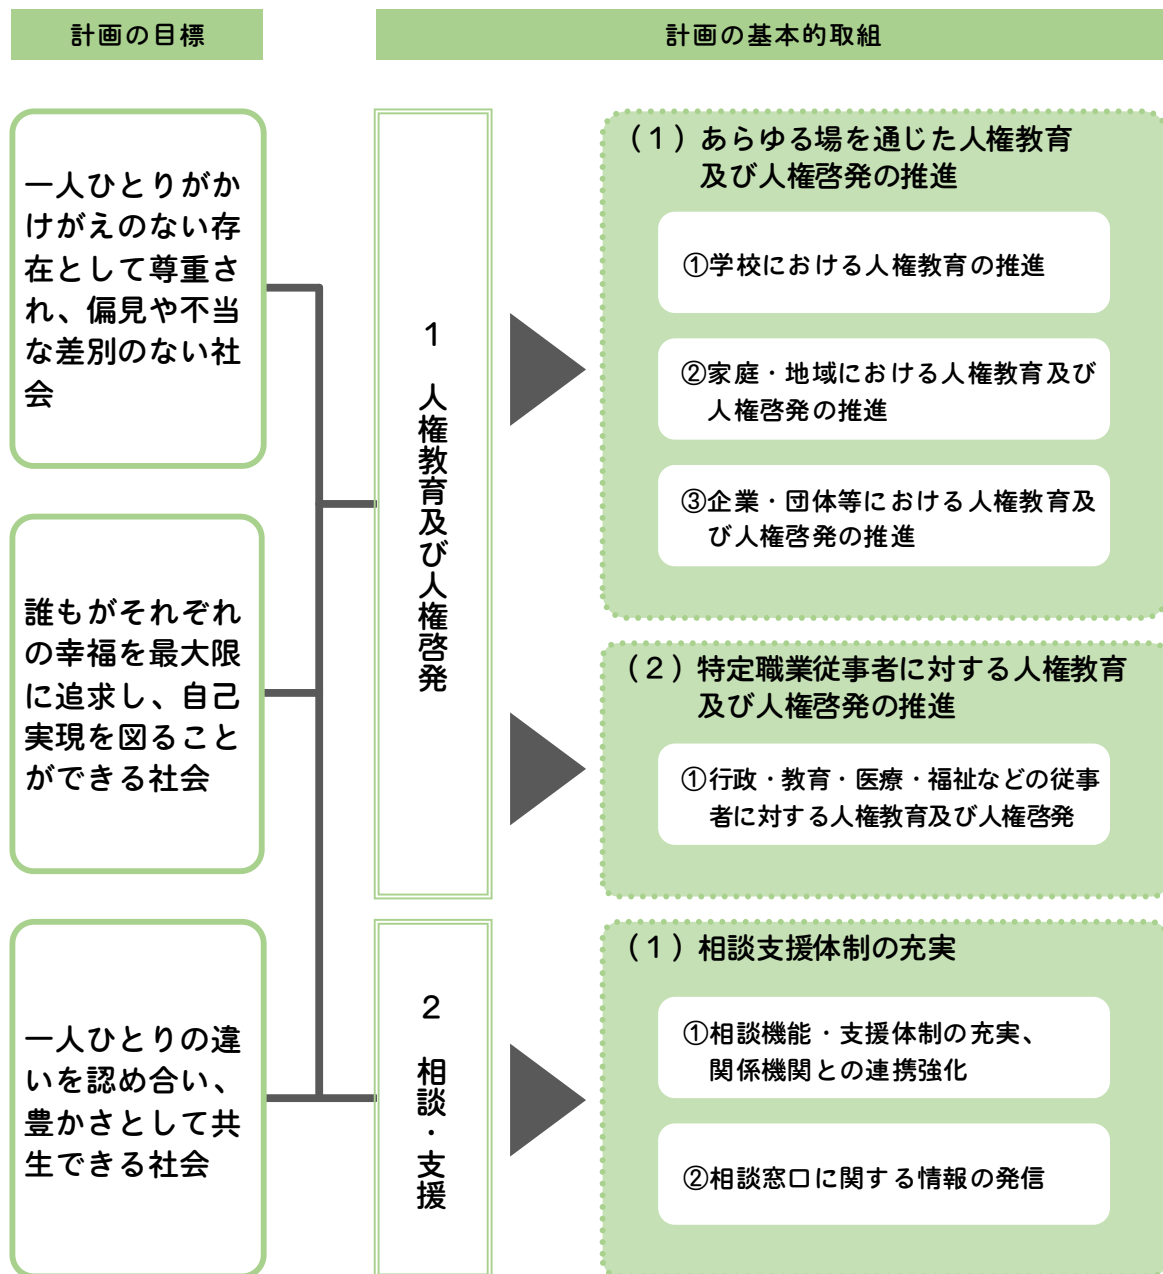 計画の目標
計画の基本的取組
一人ひとりがか
けがえのない存
在として尊重さ
れ、偏見や不当
な差別のない社
会
誰もがそれぞれ
の幸福を最大限
に追求し、自己
実現を図ること
ができる社会
一人ひとりの違
いを認め合い、
豊かさとして共
生できる社会
1 人権教育及び人権啓発
(1)あらゆる場を通じた人権教育
及び人権啓発の推進
①学校における人権教育の推進
②家庭・地域における人権教育及び
人権啓発の推進
③企業・団体等における人権教育及
び人権啓発の推進
(2)特定職業従事者に対する人権教育
及び人権啓発の推進
①行政・教育・医療・福祉などの従事
者に対する人権教育及び人権啓発
2 相談・支援
(1)相談支援体制の充実
①相談機能・支援体制の充実、
関係機関との連携強化
②相談窓口に関する情報の発信